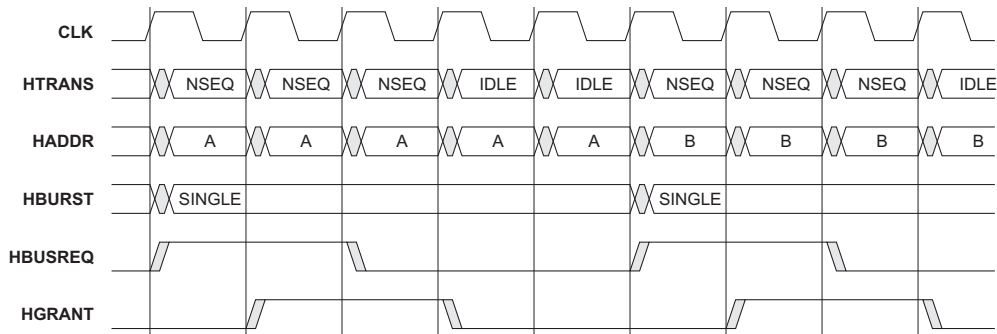 CLK
HTRANS NSEQ NSEQ NSEQ IDLE IDLE NSEQ NSEQ NSEQ IDLE
HADDR A A A A A B B B B
HBURST SINGLE SINGLE
HBUSREQ
HGRANT